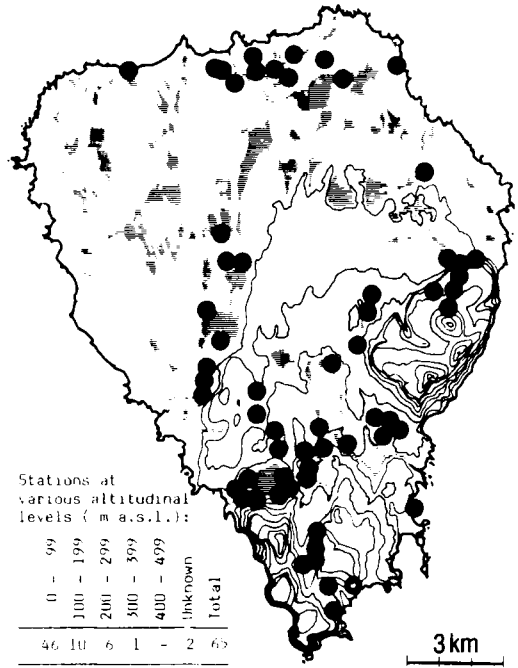 Stations at
various altitudinal
levels ( m a.s.l.):
0 - 99
100 - 199
200 - 299
300 - 399
400 - 499
Unknown
Total
46 10 6 1 - 2 65
3 km